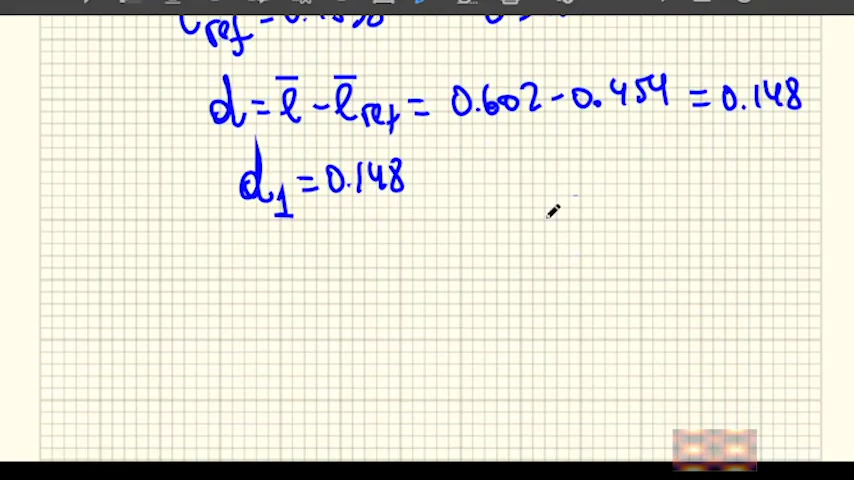 d = ℓ̅ - ℓ̅ref = 0.602 - 0.454 = 0.148
d1 = 0.148